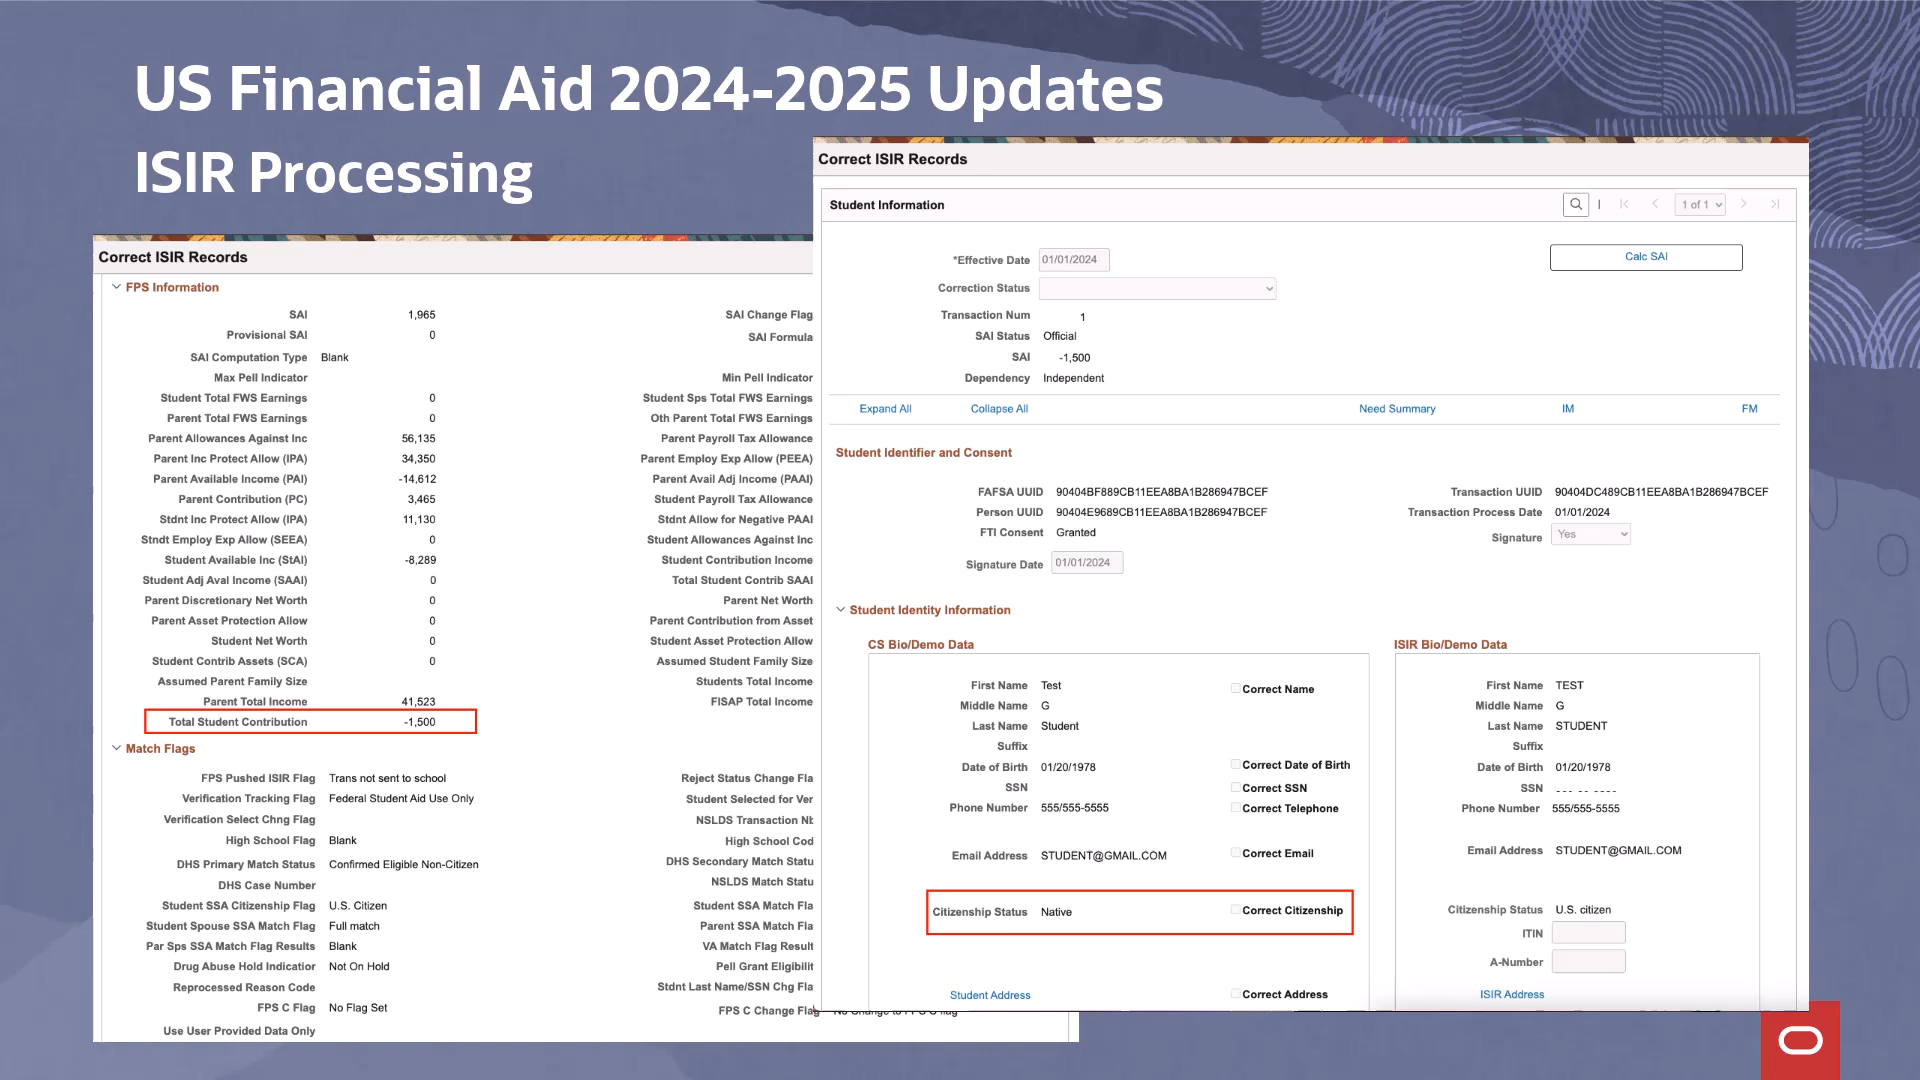 US Financial Aid 2024-2025 Updates
ISIR Processing
Correct ISIR Records
FPS Information
SAI 1,965 SAI Change Flag
Provisional SAI 0 SAI Formula
SAI Computation Type Blank
Max Pell Indicator Min Pell Indicator
Student Total FWS Earnings 0 Student Sps Total FWS Earnings
Parent Total FWS Earnings 0 Oth Parent Total FWS Earnings
Parent Allowances Against Inc 56,135 Parent Payroll Tax Allowance
Parent Inc Protect Allow (IPA) 34,350 Parent Employ Exp Allow (PEEA)
Parent Available Income (PAI) -14,612 Parent Avail Adj Income (PAAI)
Parent Contribution (PC) 3,465 Student Payroll Tax Allowance
Stdnt Inc Protect Allow (IPA) 11,130 Stdnt Allow for Negative PAAI
Stndt Employ Exp Allow (SEEA) 0 Student Allowances Against Inc
Student Available Inc (StAI) -8,289 Student Contribution Income
Student Adj Aval Income (SAAI) 0 Total Student Contrib SAAI
Parent Discretionary Net Worth 0 Parent Net Worth
Parent Asset Protection Allow 0 Parent Contribution from Asset
Student Net Worth 0 Student Asset Protection Allow
Student Contrib Assets (SCA) 0 Assumed Student Family Size
Assumed Parent Family Size Students Total Income
Parent Total Income 41,523 FISAP Total Income
Total Student Contribution -1,500
Match Flags
FPS Pushed ISIR Flag Trans not sent to school Reject Status Change Fla
Verification Tracking Flag Federal Student Aid Use Only Student Selected for Ver
Verification Select Chng Flag NSLDS Transaction Nb
High School Flag Blank High School Cod
DHS Primary Match Status Confirmed Eligible Non-Citizen DHS Secondary Match Statu
DHS Case Number NSLDS Match Statu
Student SSA Citizenship Flag U.S. Citizen Student SSA Match Fla
Student Spouse SSA Match Flag Full match Parent SSA Match Fla
Par Sps SSA Match Flag Results Blank VA Match Flag Result
Drug Abuse Hold Indicatior Not On Hold Pell Grant Eligibilit
Reprocessed Reason Code Stdnt Last Name/SSN Chg Fla
FPS C Flag No Flag Set FPS C Change Flag No Change to FPS C flag
Use User Provided Data Only
Correct ISIR Records
Student Information 1 of 1
*Effective Date 01/01/2024 Calc SAI
Correction Status
Transaction Num 1
SAI Status Official
SAI -1,500
Dependency Independent
Expand All Collapse All Need Summary IM FM
Student Identifier and Consent
FAFSA UUID 90404BF889CB11EEA8BA1B286947BCEF Transaction UUID 90404DC489CB11EEA8BA1B286947BCEF
Person UUID 90404E9689CB11EEA8BA1B286947BCEF Transaction Process Date 01/01/2024
FTI Consent Granted Signature Yes
Signature Date 01/01/2024
Student Identity Information
CS Bio/Demo Data ISIR Bio/Demo Data
First Name Test Correct Name First Name TEST
Middle Name G Middle Name G
Last Name Student Last Name STUDENT
Suffix Suffix
Date of Birth 01/20/1978 Correct Date of Birth Date of Birth 01/20/1978
SSN Correct SSN SSN
Phone Number 555/555-5555 Correct Telephone Phone Number 555/555-5555
Email Address STUDENT@GMAIL.COM Correct Email Email Address STUDENT@GMAIL.COM
Citizenship Status Native Correct Citizenship Citizenship Status U.S. citizen
ITIN
A-Number
Student Address Correct Address ISIR Address